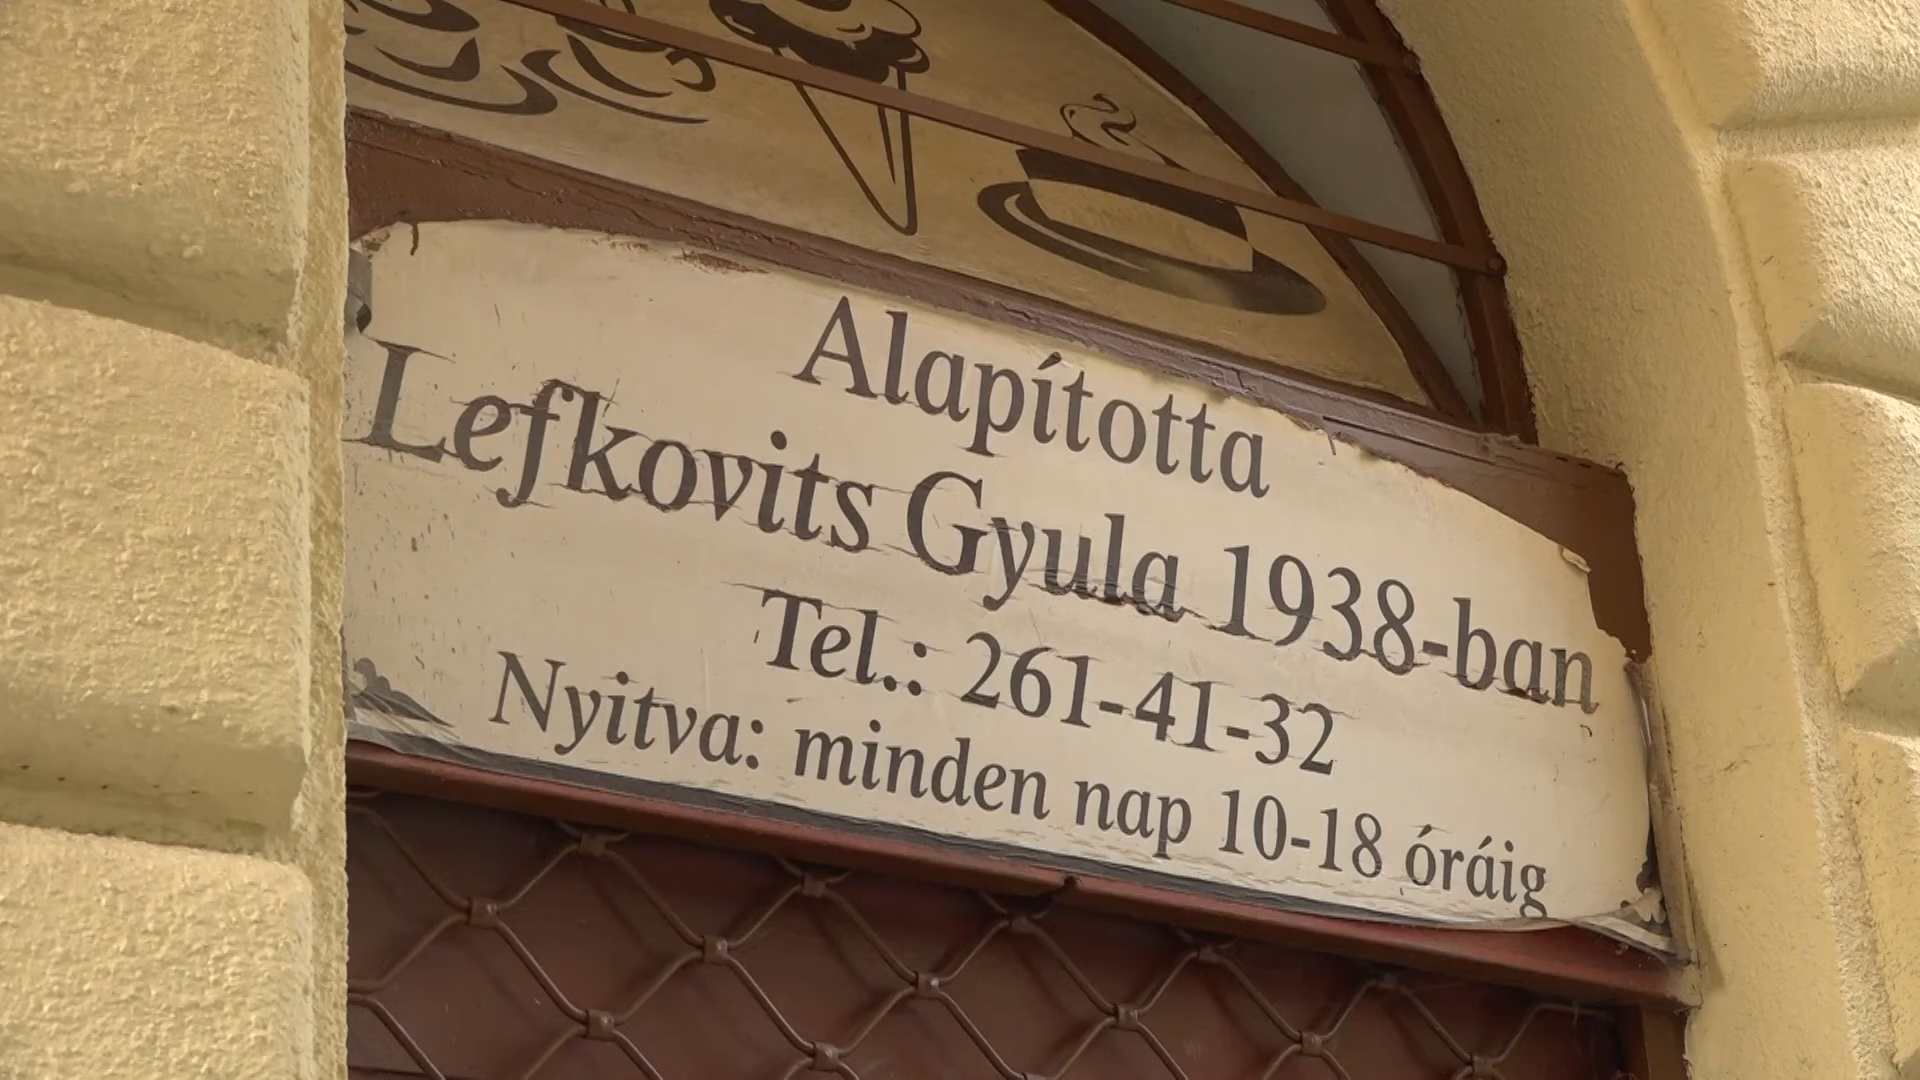 Alapította
Lefkovits Gyula 1938-ban
Tel.: 261-41-32
Nyitva: minden nap 10-18 óráig